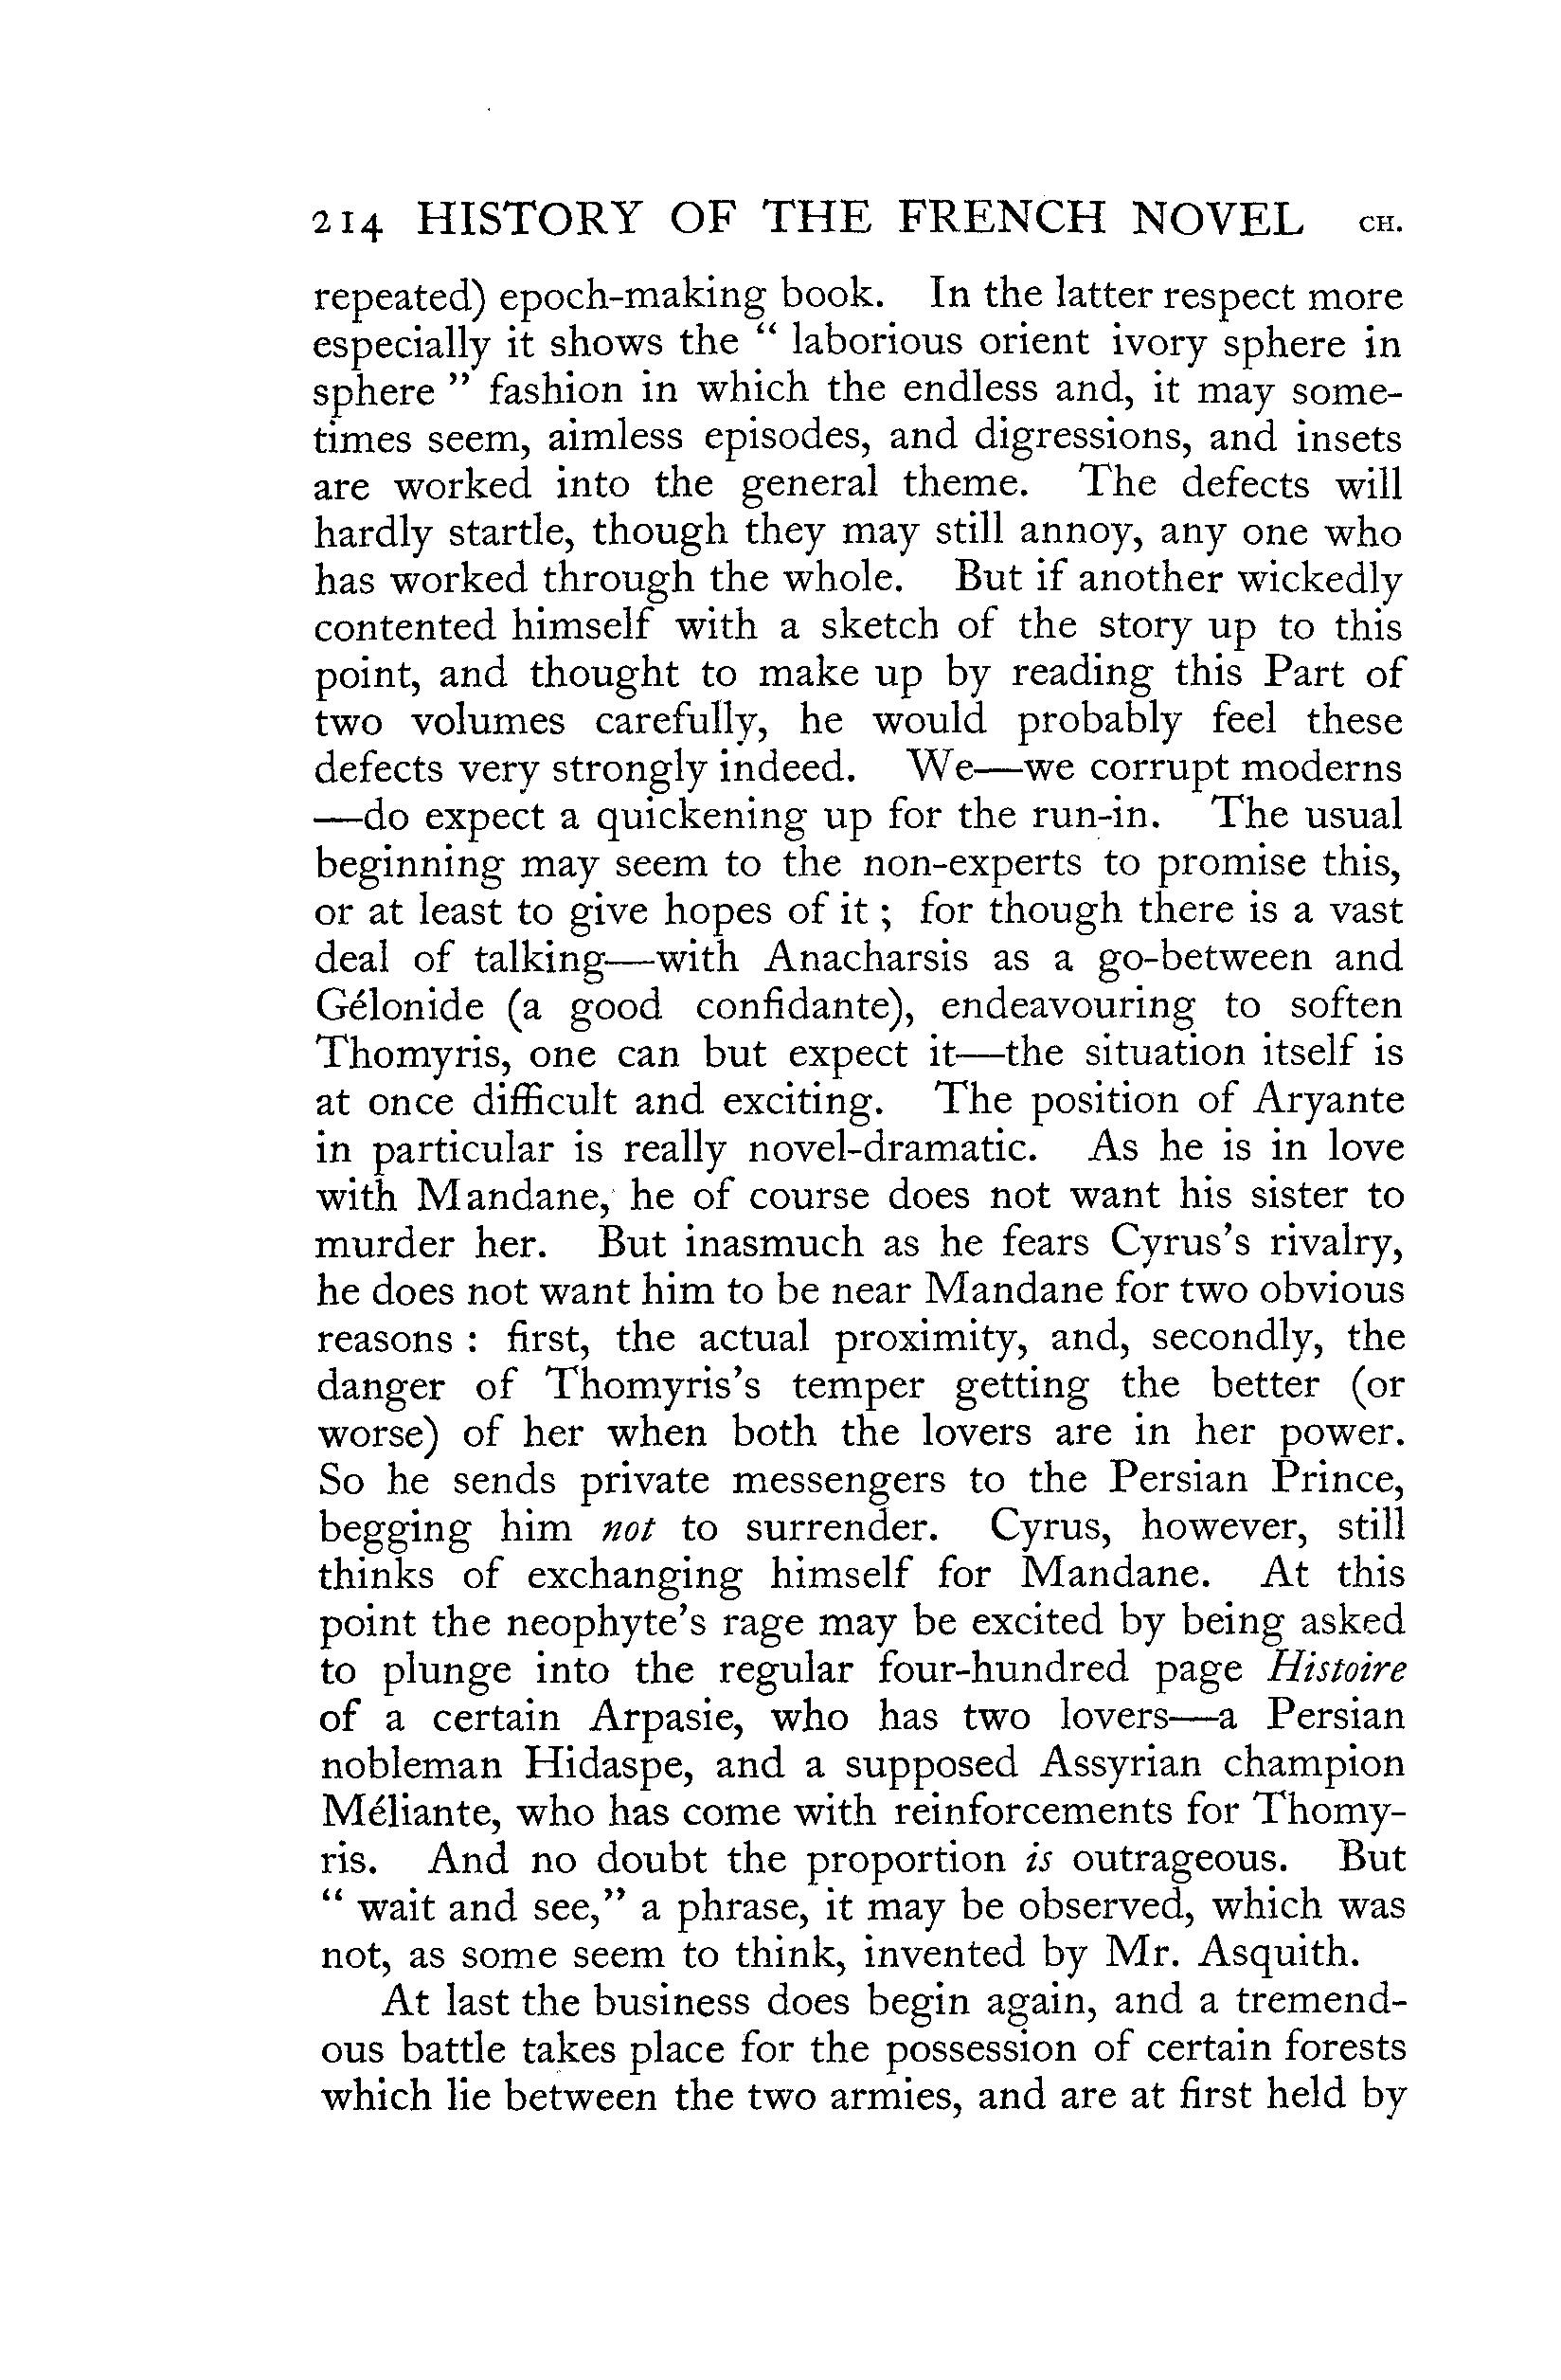 214 HISTORY OF THE FRENCH NOVEL CH.
repeated) epoch-making book. In the latter respect more
especially it shows the “ laborious orient ivory sphere in
sphere ” fashion in which the endless and, it may some-
times seem, aimless episodes, and digressions, and insets
are worked into the general theme. The defects will
hardly startle, though they may still annoy, any one who
has worked through the whole. But if another wickedly
contented himself with a sketch of the story up to this
point, and thought to make up by reading this Part of
two volumes carefully, he would probably feel these
defects very strongly indeed. We—we corrupt moderns
—do expect a quickening up for the run-in. The usual
beginning may seem to the non-experts to promise this,
or at least to give hopes of it ; for though there is a vast
deal of talking—with Anacharsis as a go-between and
Gélonide (a good confidante), endeavouring to soften
Thomyris, one can but expect it—the situation itself is
at once difficult and exciting. The position of Aryante
in particular is really novel-dramatic. As he is in love
with Mandane, he of course does not want his sister to
murder her. But inasmuch as he fears Cyrus’s rivalry,
he does not want him to be near Mandane for two obvious
reasons : first, the actual proximity, and, secondly, the
danger of Thomyris’s temper getting the better (or
worse) of her when both the lovers are in her power.
So he sends private messengers to the Persian Prince,
begging him not to surrender. Cyrus, however, still
thinks of exchanging himself for Mandane. At this
point the neophyte’s rage may be excited by being asked
to plunge into the regular four-hundred page Histoire
of a certain Arpasie, who has two lovers—a Persian
nobleman Hidaspe, and a supposed Assyrian champion
Méliante, who has come with reinforcements for Thomy-
ris. And no doubt the proportion is outrageous. But
“ wait and see,” a phrase, it may be observed, which was
not, as some seem to think, invented by Mr. Asquith.
At last the business does begin again, and a tremend-
ous battle takes place for the possession of certain forests
which lie between the two armies, and are at first held by